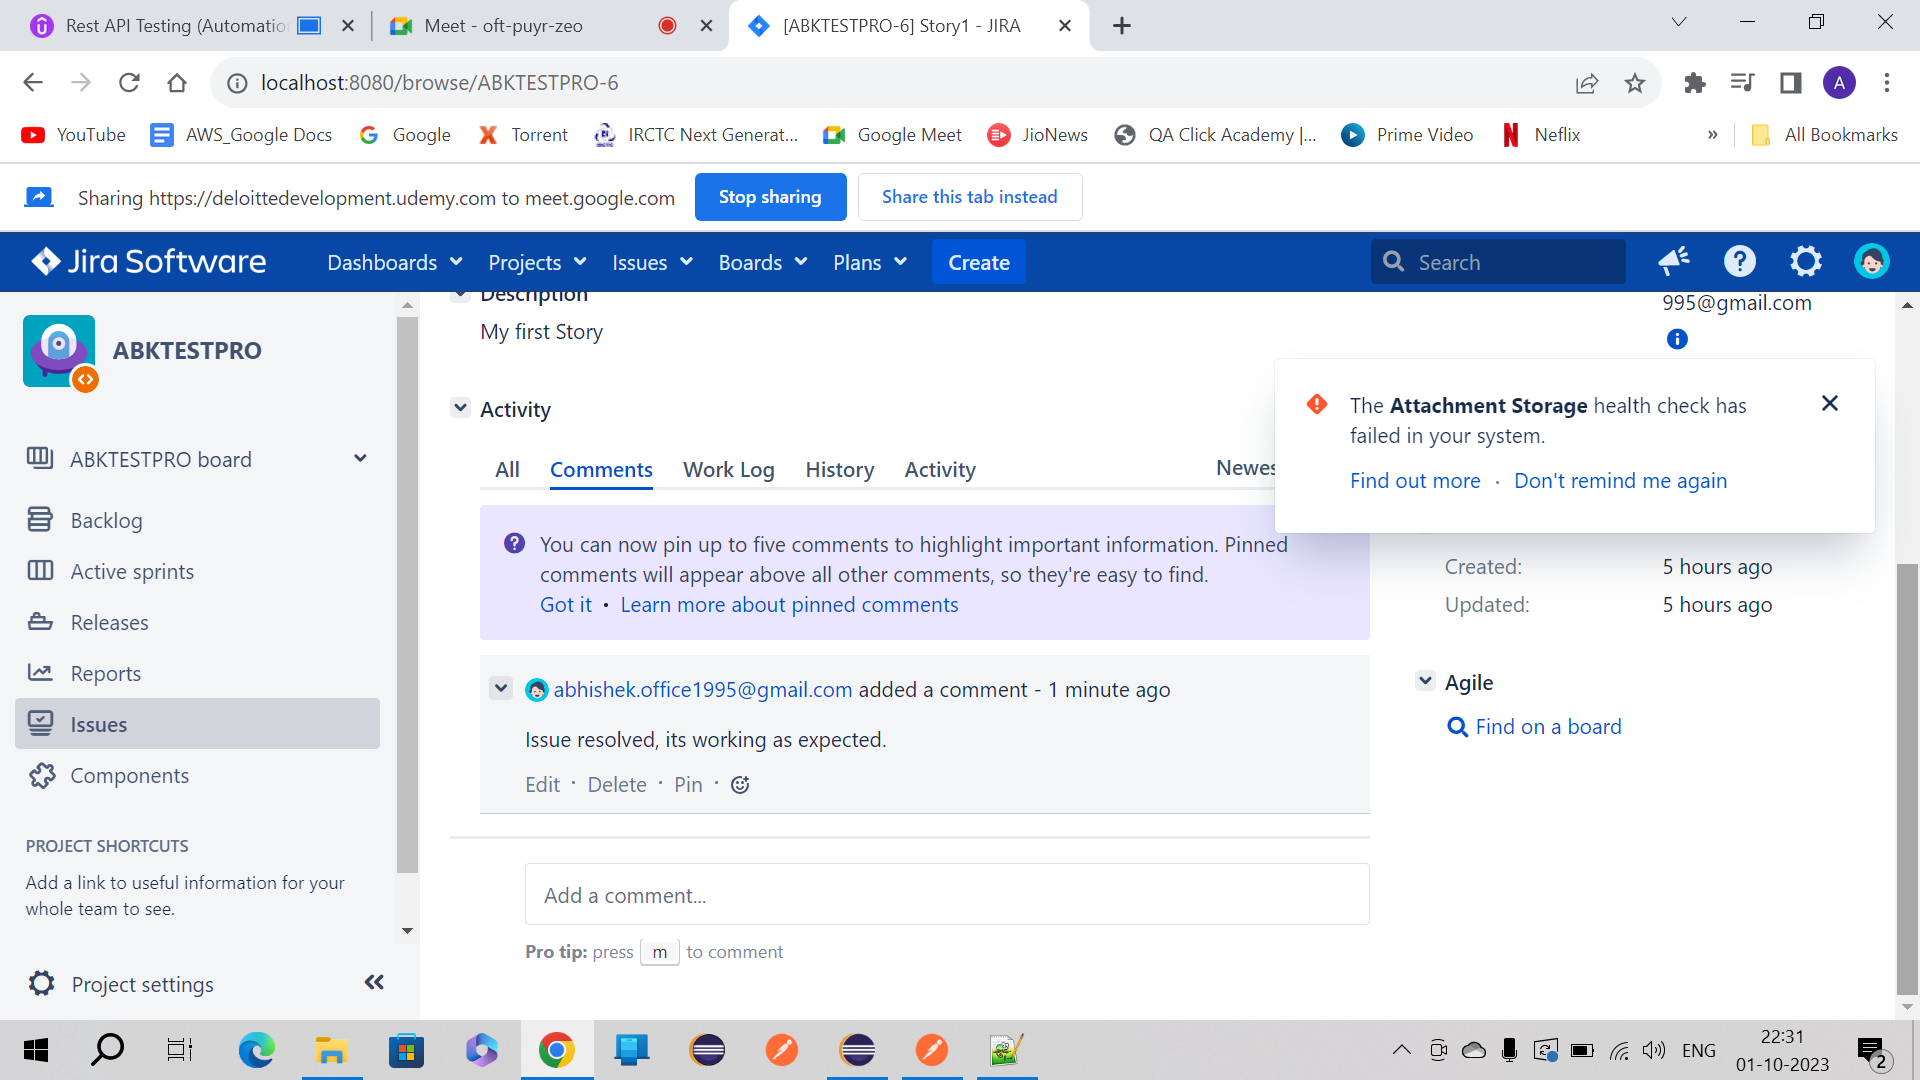 Rest API Testing (Automatio
Meet - oft-puyr-zeo
[ABKTESTPRO-6] Story1 - JIRA
localhost:8080/browse/ABKTESTPRO-6
A
YouTube
AWS_Google Docs
Google
Torrent
IRCTC Next Generat...
Google Meet
JioNews
QA Click Academy |...
Prime Video
Neflix
»
All Bookmarks
Sharing https://deloittedevelopment.udemy.com to meet.google.com
Stop sharing
Share this tab instead
Jira Software
Dashboards
Projects
Issues
Boards
Plans
Create
Search
ABKTESTPRO
ABKTESTPRO board
Backlog
Active sprints
Releases
Reports
Issues
Components
PROJECT SHORTCUTS
Add a link to useful information for your
whole team to see.
Project settings
Description
My first Story
Activity
All
Comments
Work Log
History
Activity
Newes
You can now pin up to five comments to highlight important information. Pinned
comments will appear above all other comments, so they're easy to find.
Got it • Learn more about pinned comments
abhishek.office1995@gmail.com added a comment - 1 minute ago
Issue resolved, its working as expected.
Edit · Delete · Pin ·
Add a comment...
Pro tip: press m to comment
995@gmail.com
The Attachment Storage health check has
failed in your system.
Find out more · Don't remind me again
Created: 5 hours ago
Updated: 5 hours ago
Agile
Find on a board
ENG
22:31
01-10-2023
2